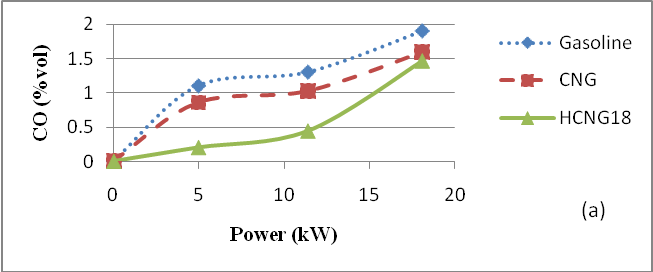 2
1.5
1
0.5
0
CO (%vol)
0 5 10 15 20
Power (kW)
Gasoline
CNG
HCNG18
(a)